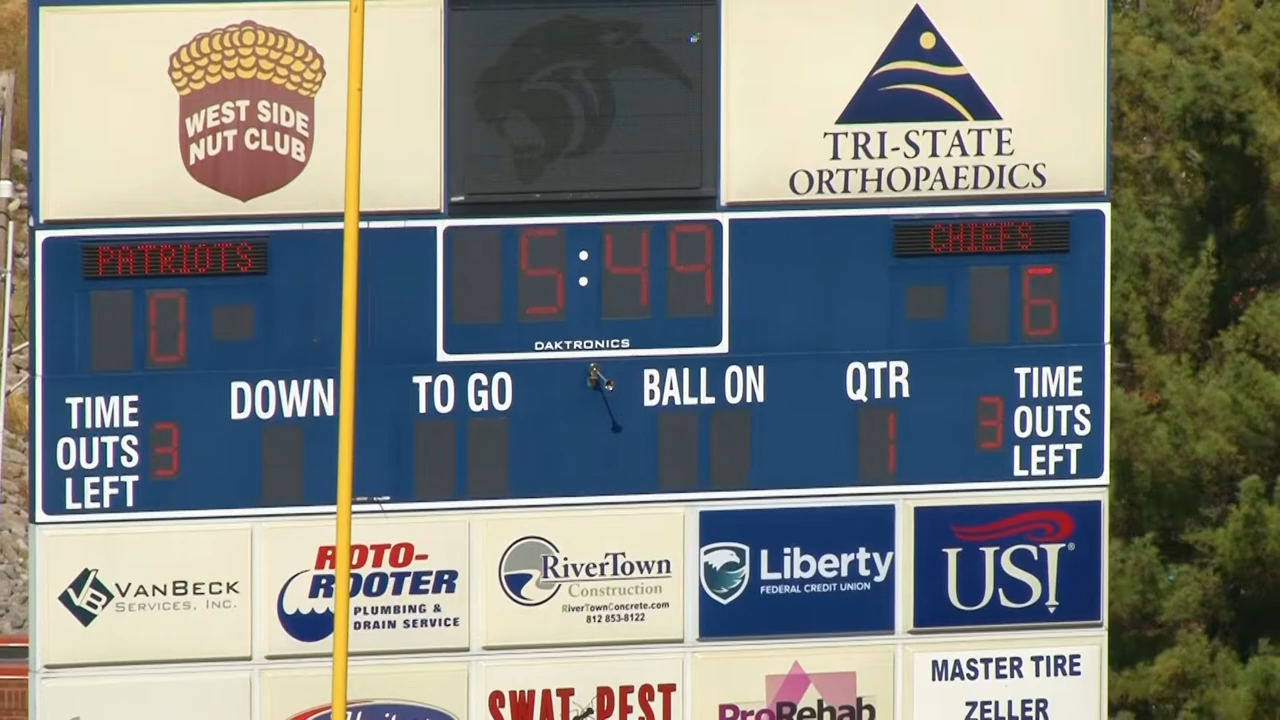 WEST SIDE
NUT CLUB
TRI-STATE
ORTHOPAEDICS
PATRIOTS
5:49
CHIEFS
0
6
DAKTRONICS
TIME
OUTS
LEFT
3
DOWN
TO GO
BALL ON
QTR
1
3
TIME
OUTS
LEFT
VB
VANBECK
SERVICES, INC.
ROTO-
ROOTER
PLUMBING &
DRAIN SERVICE
RiverTown
Construction
RiverTownConcrete.com
812 853-8122
Liberty
FEDERAL CREDIT UNION
USI®
SWAT PEST
ProRehab
MASTER TIRE
ZELLER